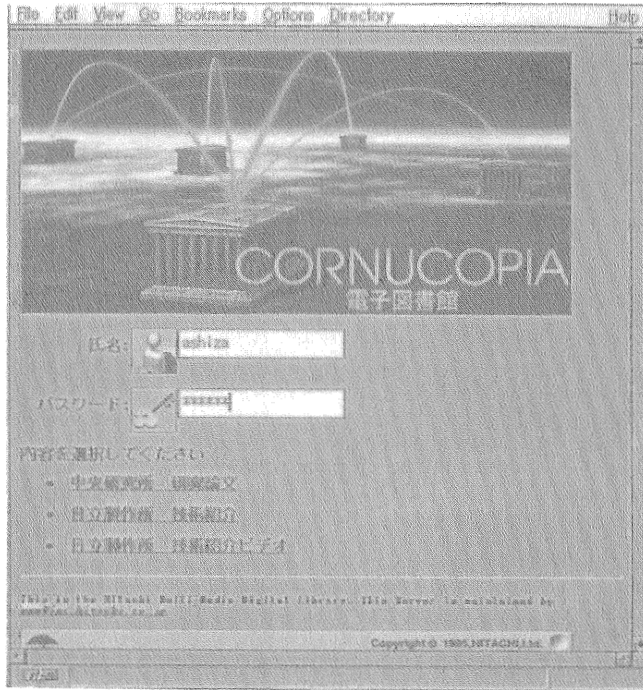 File Edit View Go Bookmarks Options Directory Help
CORNUCOPIA
電子図書館
氏名: ashiza
パスワード: ******
内容を選択してください
• 中央研究所 研究論文
• 日立製作所 技術紹介
• 日立製作所 技術紹介ビデオ
This is the Hitachi Multi Media Digital Library. This Server is maintained by
Copyright © 1995, HITACHI, Ltd.